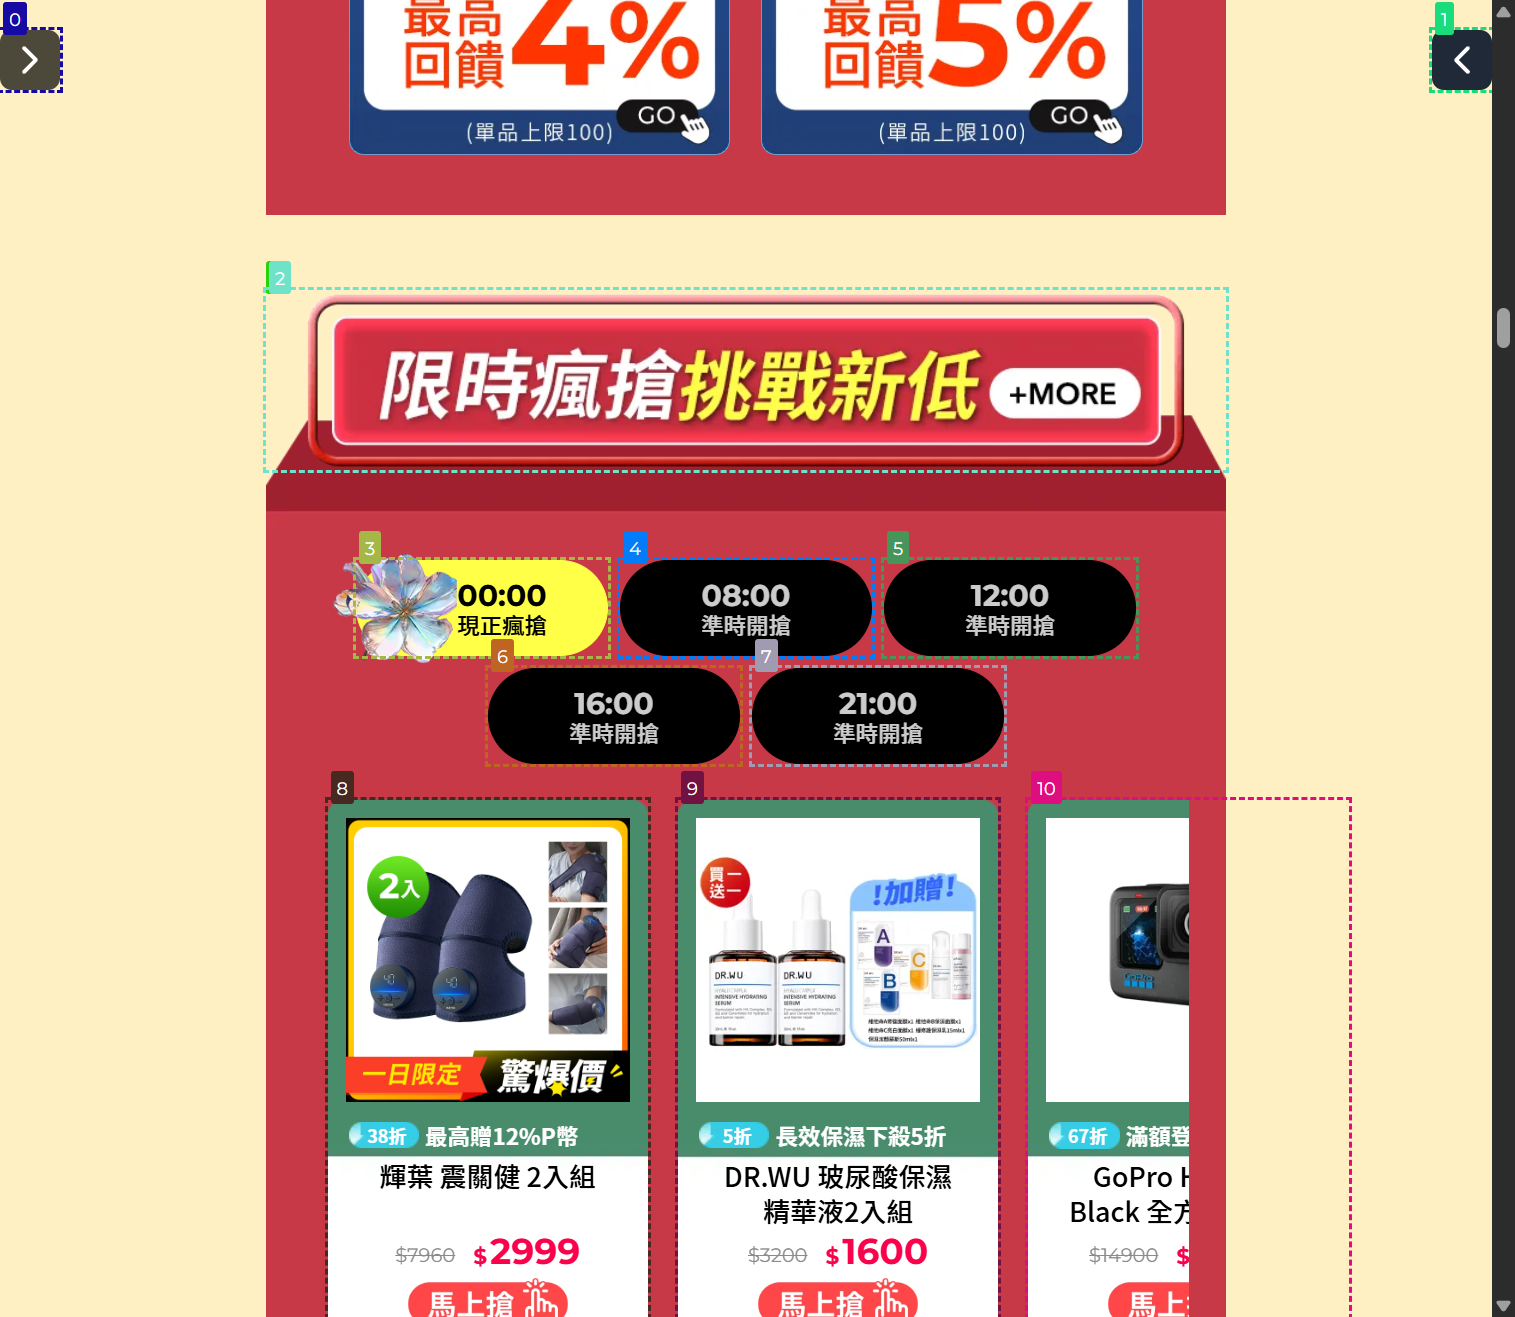 0
1
最高
回饋
4%
GO
(單品上限100)
最高
回饋
5%
GO
(單品上限100)
2
限時瘋搶挑戰新低
+MORE
3
00:00
現正瘋搶
4
08:00
準時開搶
5
12:00
準時開搶
6
16:00
準時開搶
7
21:00
準時開搶
8
2入
一日限定
驚爆價
38折
最高贈12%P幣
輝葉 震關健 2入組
$7960
$2999
馬上搶
9
買一
送一
!加贈!
DR.WU
INTENSIVE HYDRATING
SERUM
DR.WU
INTENSIVE HYDRATING
SERUM
A
B
C
5折
長效保濕下殺5折
DR.WU 玻尿酸保濕
精華液2入組
$3200
$1600
馬上搶
10
GoPro
67折
滿額登
GoPro H
Black 全方
$14900
$
馬上